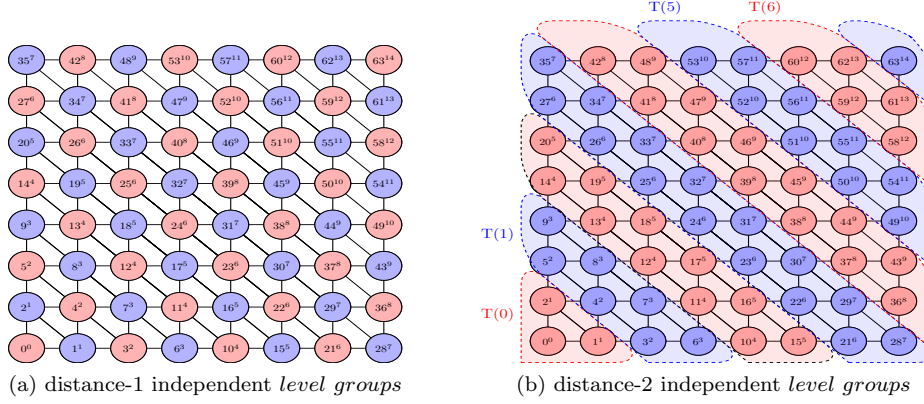 35⁷ 42⁸ 48⁹ 53¹⁰ 57¹¹ 60¹² 62¹³ 63¹⁴
27⁶ 34⁷ 41⁸ 47⁹ 52¹⁰ 56¹¹ 59¹² 61¹³
20⁵ 26⁶ 33⁷ 40⁸ 46⁹ 51¹⁰ 55¹¹ 58¹²
14⁴ 19⁵ 25⁶ 32⁷ 39⁸ 45⁹ 50¹⁰ 54¹¹
9³ 13⁴ 18⁵ 24⁶ 31⁷ 38⁸ 44⁹ 49¹⁰
5² 8³ 12⁴ 17⁵ 23⁶ 30⁷ 37⁸ 43⁹
2¹ 4² 7³ 11⁴ 16⁵ 22⁶ 29⁷ 36⁸
0⁰ 1¹ 3² 6³ 10⁴ 15⁵ 21⁶ 28⁷
(a) distance-1 independent level groups
T(5) T(6)
35⁷ 42⁸ 48⁹ 53¹⁰ 57¹¹ 60¹² 62¹³ 63¹⁴
27⁶ 34⁷ 41⁸ 47⁹ 52¹⁰ 56¹¹ 59¹² 61¹³
20⁵ 26⁶ 33⁷ 40⁸ 46⁹ 51¹⁰ 55¹¹ 58¹²
14⁴ 19⁵ 25⁶ 32⁷ 39⁸ 45⁹ 50¹⁰ 54¹¹
9³ 13⁴ 18⁵ 24⁶ 31⁷ 38⁸ 44⁹ 49¹⁰
T(1)
5² 8³ 12⁴ 17⁵ 23⁶ 30⁷ 37⁸ 43⁹
2¹ 4² 7³ 11⁴ 16⁵ 22⁶ 29⁷ 36⁸
T(0)
0⁰ 1¹ 3² 6³ 10⁴ 15⁵ 21⁶ 28⁷
(b) distance-2 independent level groups